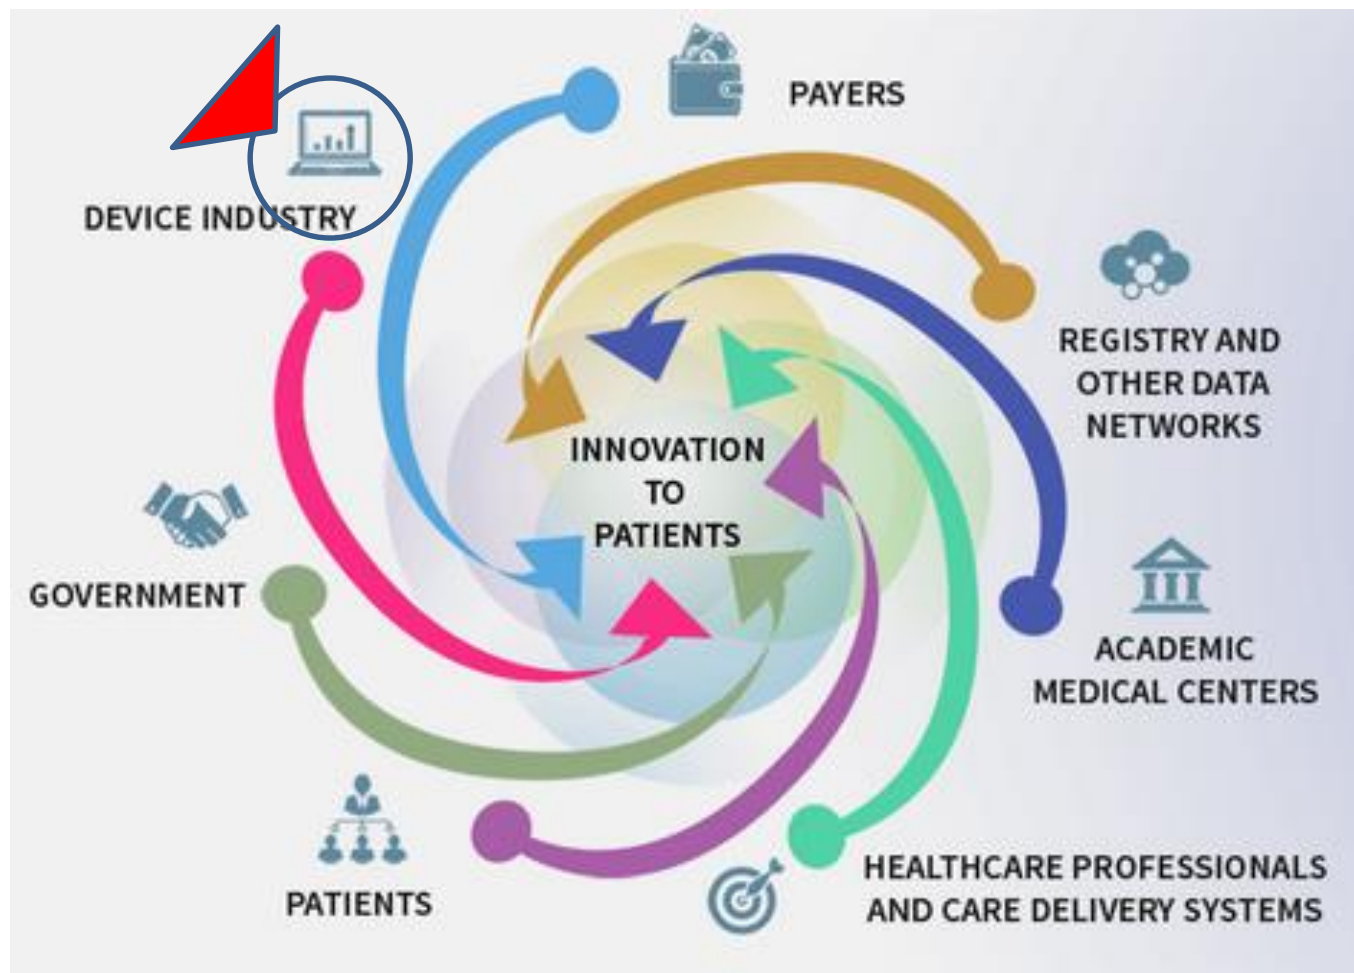 PAYERS
DEVICE INDUSTRY
REGISTRY AND
OTHER DATA
NETWORKS
INNOVATION
TO
PATIENTS
GOVERNMENT
ACADEMIC
MEDICAL CENTERS
HEALTHCARE PROFESSIONALS
AND CARE DELIVERY SYSTEMS
PATIENTS